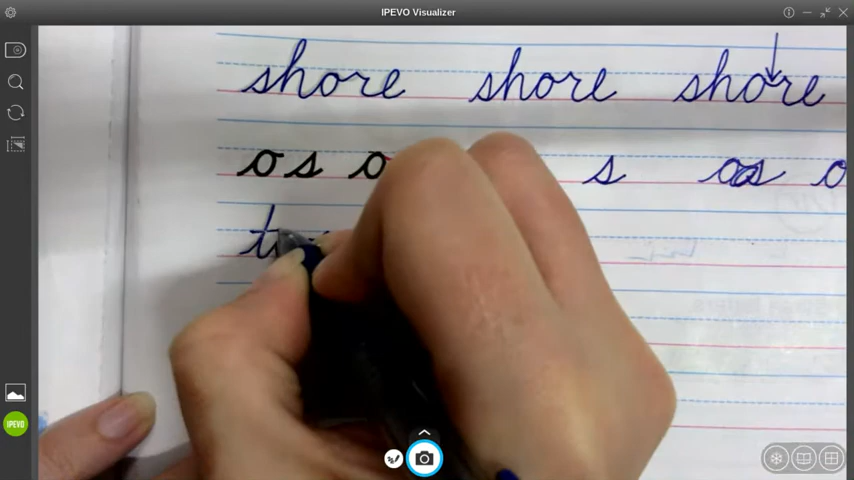 IPEVO Visualizer
shore shore shore
os o s os o
IPEVO